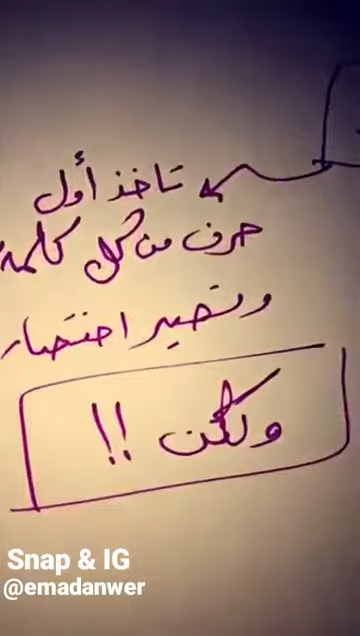 تاخذ أول
حرف من كل كلمة
وتصير اختصار
ولكن !!
Snap & IG
@emadanwer